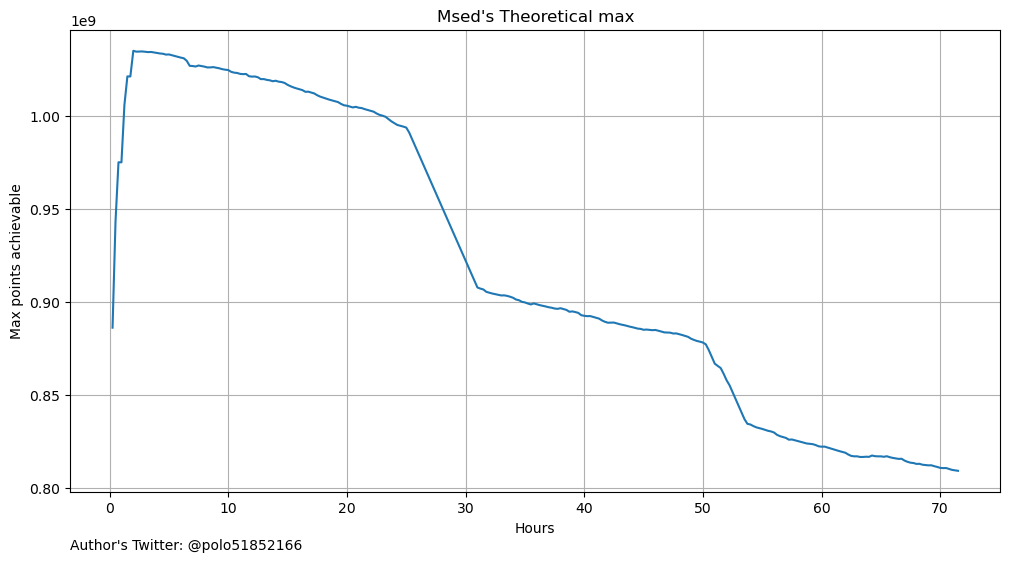 Msed's Theoretical max
1e9
1.00
0.95
0.90
0.85
0.80
Max points achievable
0 10 20 30 40 50 60 70
Hours
Author's Twitter: @polo51852166